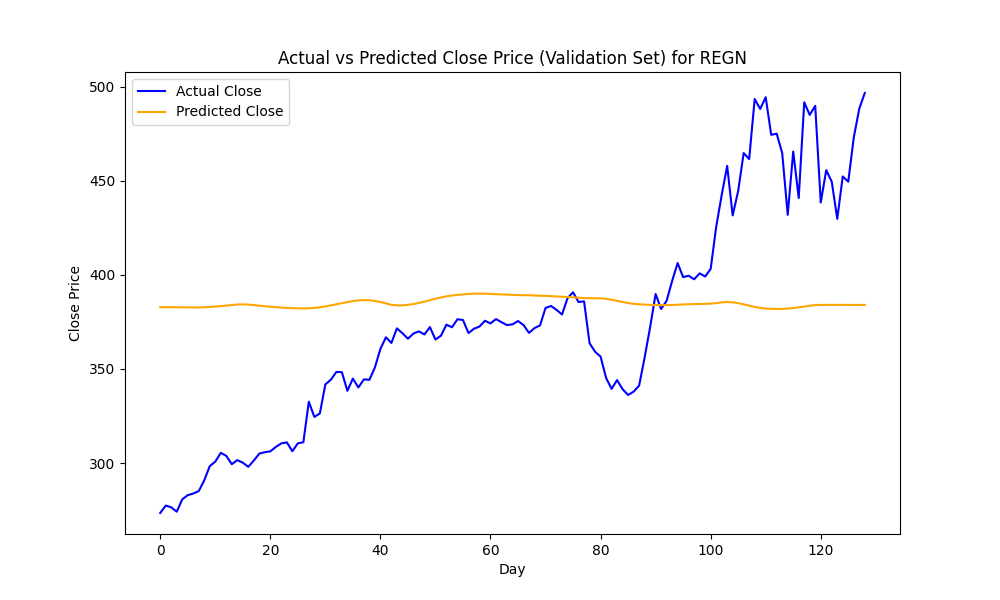 Actual vs Predicted Close Price (Validation Set) for REGN
Actual Close
Predicted Close
500
450
400
350
300
Close Price
0 20 40 60 80 100 120
Day